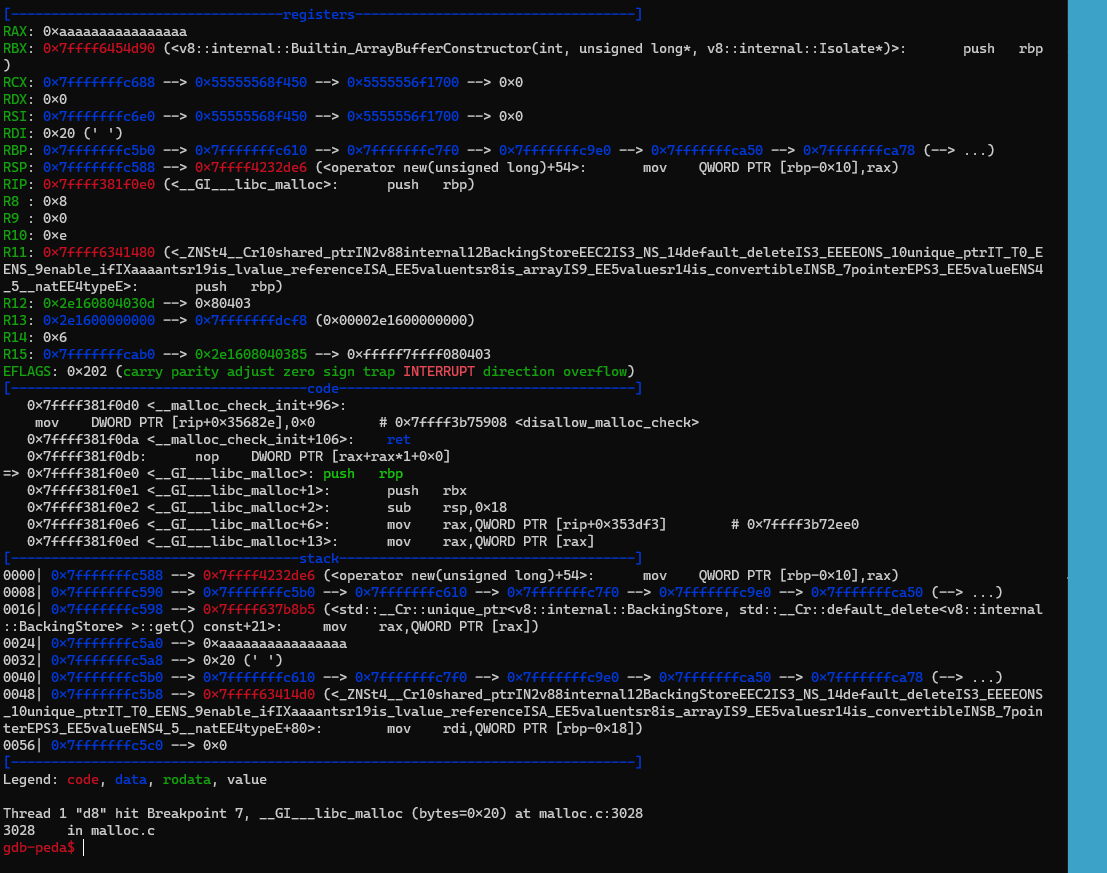 [----------------------------------registers-----------------------------------]
RAX: 0xaaaaaaaaaaaaaaaa
RBX: 0x7ffff6454d90 (<v8::internal::Builtin_ArrayBufferConstructor(int, unsigned long*, v8::internal::Isolate*)>:       push   rbp
)
RCX: 0x7fffffffc688 --> 0x55555568f450 --> 0x5555556f1700 --> 0x0
RDX: 0x0
RSI: 0x7fffffffc6e0 --> 0x55555568f450 --> 0x5555556f1700 --> 0x0
RDI: 0x20 (' ')
RBP: 0x7fffffffc5b0 --> 0x7fffffffc610 --> 0x7fffffffc7f0 --> 0x7fffffffc9e0 --> 0x7fffffffca50 --> 0x7fffffffca78 (--> ...)
RSP: 0x7fffffffc588 --> 0x7ffff4232de6 (<operator new(unsigned long)+54>:       mov    QWORD PTR [rbp-0x10],rax)
RIP: 0x7ffff381f0e0 (<__GI___libc_malloc>:      push   rbp)
R8 : 0x8
R9 : 0x0
R10: 0xe
R11: 0x7ffff6341480 (<_ZNSt4__Cr10shared_ptrIN2v88internal12BackingStoreEEC2IS3_NS_14default_deleteIS3_EEEEONS_10unique_ptrIT_T0_E
ENS_9enable_ifIXaaaantsr19is_lvalue_referenceISA_EE5valuentsr8is_arrayIS9_EE5valuesr14is_convertibleINSB_7pointerEPS3_EE5valueENS4
_5__natEE4typeE>:       push   rbp)
R12: 0x2e160804030d --> 0x80403
R13: 0x2e1600000000 --> 0x7fffffffdcf8 (0x00002e1600000000)
R14: 0x6
R15: 0x7fffffffcab0 --> 0x2e1608040385 --> 0xfffff7ffff080403
EFLAGS: 0x202 (carry parity adjust zero sign trap INTERRUPT direction overflow)
[-------------------------------------code-------------------------------------]
   0x7ffff381f0d0 <__malloc_check_init+96>:
    mov    DWORD PTR [rip+0x35682e],0x0        # 0x7ffff3b75908 <disallow_malloc_check>
   0x7ffff381f0da <__malloc_check_init+106>:    ret
   0x7ffff381f0db:      nop    DWORD PTR [rax+rax*1+0x0]
=> 0x7ffff381f0e0 <__GI___libc_malloc>: push   rbp
   0x7ffff381f0e1 <__GI___libc_malloc+1>:       push   rbx
   0x7ffff381f0e2 <__GI___libc_malloc+2>:       sub    rsp,0x18
   0x7ffff381f0e6 <__GI___libc_malloc+6>:       mov    rax,QWORD PTR [rip+0x353df3]        # 0x7ffff3b72ee0
   0x7ffff381f0ed <__GI___libc_malloc+13>:      mov    rax,QWORD PTR [rax]
[------------------------------------stack-------------------------------------]
0000| 0x7fffffffc588 --> 0x7ffff4232de6 (<operator new(unsigned long)+54>:      mov    QWORD PTR [rbp-0x10],rax)
0008| 0x7fffffffc590 --> 0x7fffffffc5b0 --> 0x7fffffffc610 --> 0x7fffffffc7f0 --> 0x7fffffffc9e0 --> 0x7fffffffca50 (--> ...)
0016| 0x7fffffffc598 --> 0x7ffff637b8b5 (<std::__Cr::unique_ptr<v8::internal::BackingStore, std::__Cr::default_delete<v8::internal
::BackingStore> >::get() const+21>:     mov    rax,QWORD PTR [rax])
0024| 0x7fffffffc5a0 --> 0xaaaaaaaaaaaaaaaa
0032| 0x7fffffffc5a8 --> 0x20 (' ')
0040| 0x7fffffffc5b0 --> 0x7fffffffc610 --> 0x7fffffffc7f0 --> 0x7fffffffc9e0 --> 0x7fffffffca50 --> 0x7fffffffca78 (--> ...)
0048| 0x7fffffffc5b8 --> 0x7ffff63414d0 (<_ZNSt4__Cr10shared_ptrIN2v88internal12BackingStoreEEC2IS3_NS_14default_deleteIS3_EEEEONS
_10unique_ptrIT_T0_EENS_9enable_ifIXaaaantsr19is_lvalue_referenceISA_EE5valuentsr8is_arrayIS9_EE5valuesr14is_convertibleINSB_7poin
terEPS3_EE5valueENS4_5__natEE4typeE+80>:        mov    rdi,QWORD PTR [rbp-0x18])
0056| 0x7fffffffc5c0 --> 0x0
[------------------------------------------------------------------------------]
Legend: code, data, rodata, value

Thread 1 "d8" hit Breakpoint 7, __GI___libc_malloc (bytes=0x20) at malloc.c:3028
3028    in malloc.c
gdb-peda$